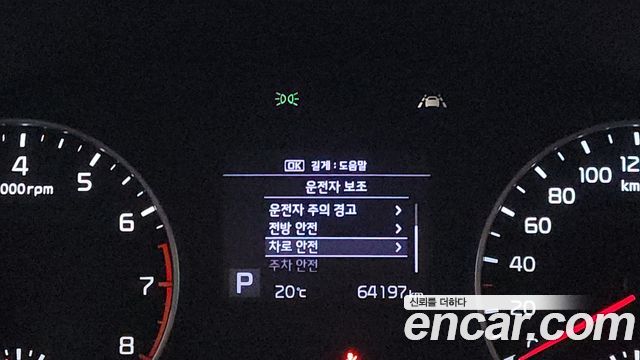 OK 길게 : 도움말
운전자 보조
운전자 주의 경고
전방 안전
차로 안전
주차 안전
P 20℃ 64197km
4
000rpm
5
6
7
8
120
km
100
80
60
40
20
신뢰를 더하다
encar.com